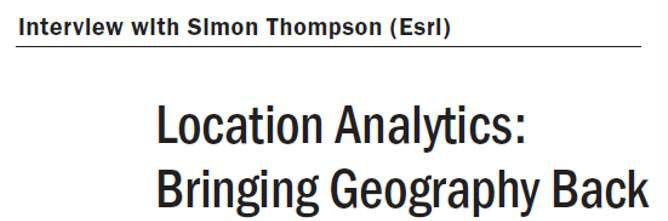 Interview with Simon Thompson (Esri)
Location Analytics:
Bringing Geography Back